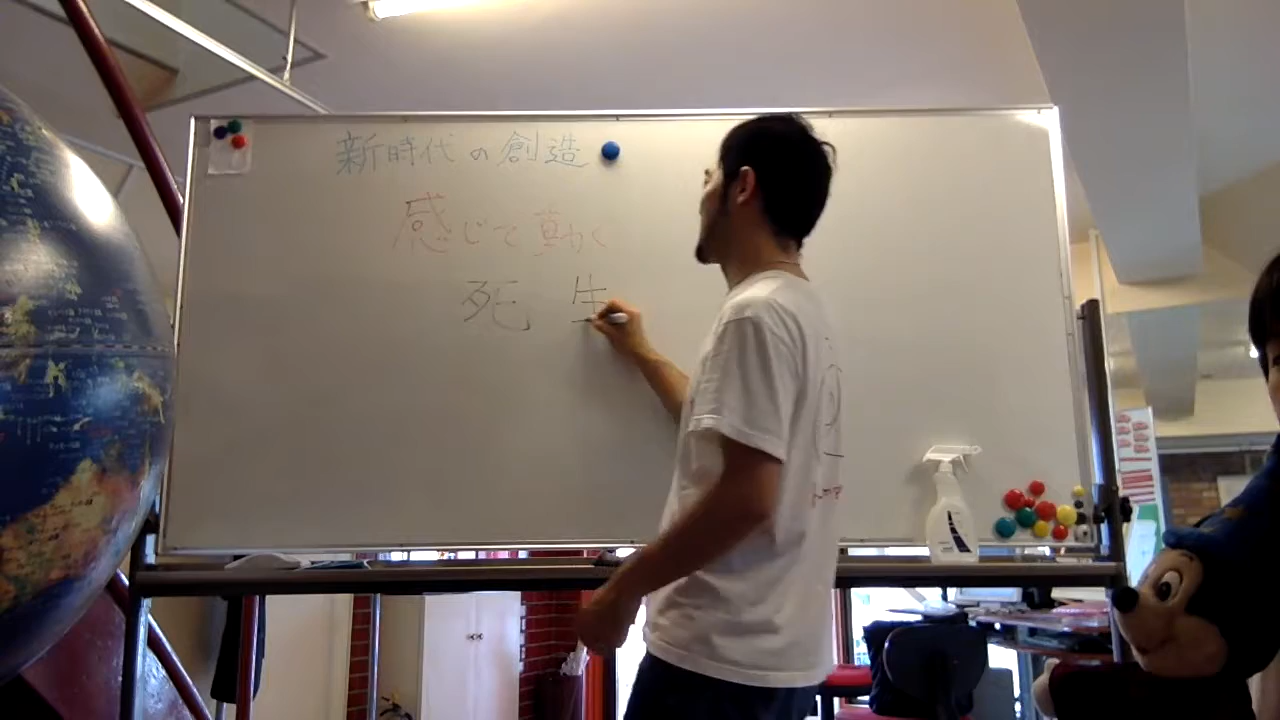 新時代の創造
感じて動く
死 生